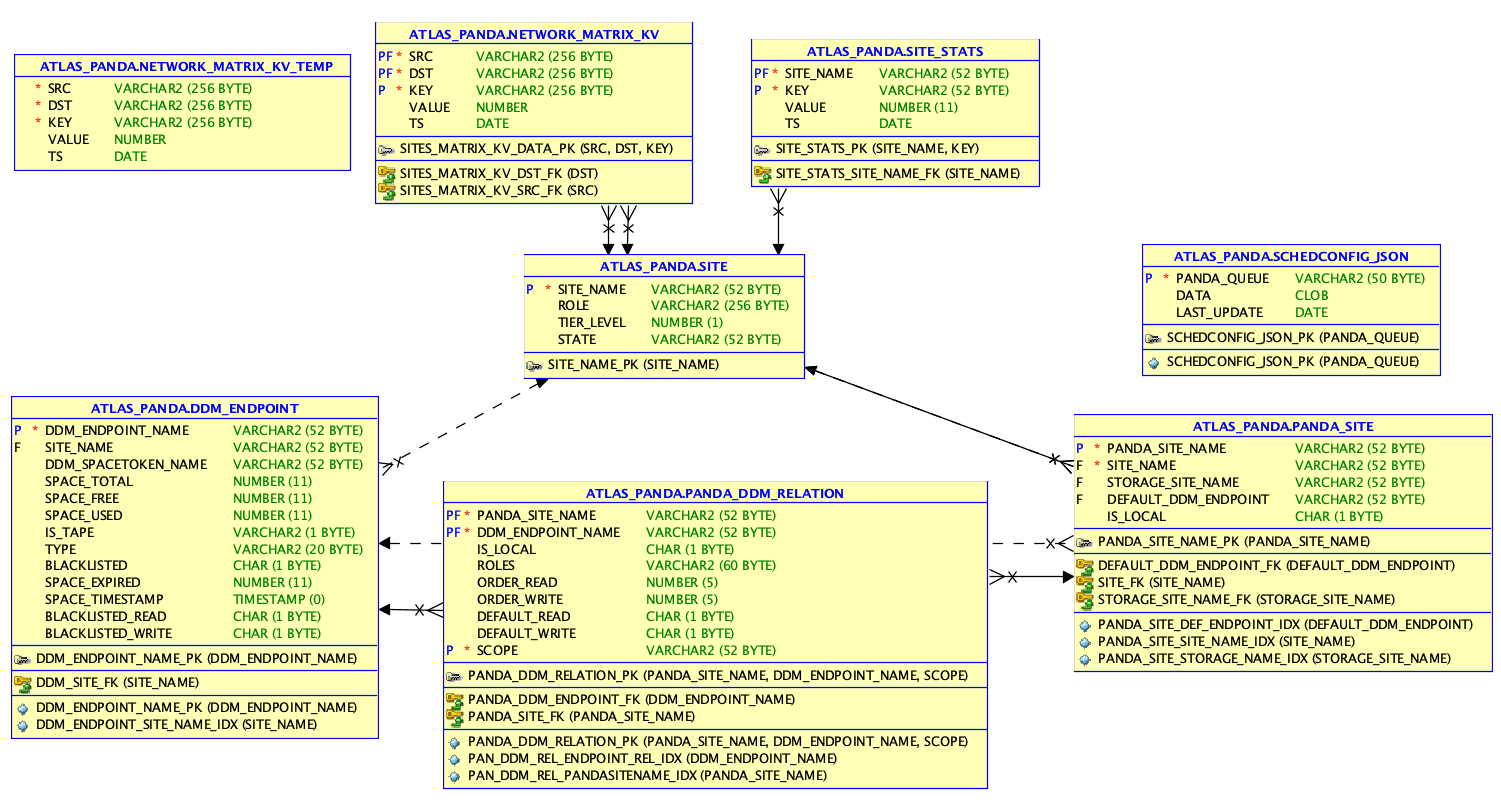 ATLAS_PANDA.NETWORK_MATRIX_KV_TEMP
* SRC VARCHAR2 (256 BYTE)
* DST VARCHAR2 (256 BYTE)
* KEY VARCHAR2 (256 BYTE)
VALUE NUMBER
TS DATE
ATLAS_PANDA.NETWORK_MATRIX_KV
PF * SRC VARCHAR2 (256 BYTE)
PF * DST VARCHAR2 (256 BYTE)
P * KEY VARCHAR2 (256 BYTE)
VALUE NUMBER
TS DATE
SITES_MATRIX_KV_DATA_PK (SRC, DST, KEY)
SITES_MATRIX_KV_DST_FK (DST)
SITES_MATRIX_KV_SRC_FK (SRC)
ATLAS_PANDA.SITE_STATS
PF * SITE_NAME VARCHAR2 (52 BYTE)
P * KEY VARCHAR2 (52 BYTE)
VALUE NUMBER (11)
TS DATE
SITE_STATS_PK (SITE_NAME, KEY)
SITE_STATS_SITE_NAME_FK (SITE_NAME)
ATLAS_PANDA.SITE
P * SITE_NAME VARCHAR2 (52 BYTE)
ROLE VARCHAR2 (256 BYTE)
TIER_LEVEL NUMBER (1)
STATE VARCHAR2 (52 BYTE)
SITE_NAME_PK (SITE_NAME)
ATLAS_PANDA.SCHEDCONFIG_JSON
P * PANDA_QUEUE VARCHAR2 (50 BYTE)
DATA CLOB
LAST_UPDATE DATE
SCHEDCONFIG_JSON_PK (PANDA_QUEUE)
SCHEDCONFIG_JSON_PK (PANDA_QUEUE)
ATLAS_PANDA.DDM_ENDPOINT
P * DDM_ENDPOINT_NAME VARCHAR2 (52 BYTE)
F SITE_NAME VARCHAR2 (52 BYTE)
DDM_SPACETOKEN_NAME VARCHAR2 (52 BYTE)
SPACE_TOTAL NUMBER (11)
SPACE_FREE NUMBER (11)
SPACE_USED NUMBER (11)
IS_TAPE VARCHAR2 (1 BYTE)
TYPE VARCHAR2 (20 BYTE)
BLACKLISTED CHAR (1 BYTE)
SPACE_EXPIRED NUMBER (11)
SPACE_TIMESTAMP TIMESTAMP (0)
BLACKLISTED_READ CHAR (1 BYTE)
BLACKLISTED_WRITE CHAR (1 BYTE)
DDM_ENDPOINT_NAME_PK (DDM_ENDPOINT_NAME)
DDM_SITE_FK (SITE_NAME)
DDM_ENDPOINT_NAME_PK (DDM_ENDPOINT_NAME)
DDM_ENDPOINT_SITE_NAME_IDX (SITE_NAME)
ATLAS_PANDA.PANDA_DDM_RELATION
PF * PANDA_SITE_NAME VARCHAR2 (52 BYTE)
PF * DDM_ENDPOINT_NAME VARCHAR2 (52 BYTE)
IS_LOCAL CHAR (1 BYTE)
ROLES VARCHAR2 (60 BYTE)
ORDER_READ NUMBER (5)
ORDER_WRITE NUMBER (5)
DEFAULT_READ CHAR (1 BYTE)
DEFAULT_WRITE CHAR (1 BYTE)
P * SCOPE VARCHAR2 (52 BYTE)
PANDA_DDM_RELATION_PK (PANDA_SITE_NAME, DDM_ENDPOINT_NAME, SCOPE)
PANDA_DDM_ENDPOINT_FK (DDM_ENDPOINT_NAME)
PANDA_SITE_FK (PANDA_SITE_NAME)
PANDA_DDM_RELATION_PK (PANDA_SITE_NAME, DDM_ENDPOINT_NAME, SCOPE)
PAN_DDM_REL_ENDPOINT_REL_IDX (DDM_ENDPOINT_NAME)
PAN_DDM_REL_PANDASITENAME_IDX (PANDA_SITE_NAME)
ATLAS_PANDA.PANDA_SITE
P * PANDA_SITE_NAME VARCHAR2 (52 BYTE)
F * SITE_NAME VARCHAR2 (52 BYTE)
F STORAGE_SITE_NAME VARCHAR2 (52 BYTE)
F DEFAULT_DDM_ENDPOINT VARCHAR2 (52 BYTE)
IS_LOCAL CHAR (1 BYTE)
PANDA_SITE_NAME_PK (PANDA_SITE_NAME)
DEFAULT_DDM_ENDPOINT_FK (DEFAULT_DDM_ENDPOINT)
SITE_FK (SITE_NAME)
STORAGE_SITE_NAME_FK (STORAGE_SITE_NAME)
PANDA_SITE_DEF_ENDPOINT_IDX (DEFAULT_DDM_ENDPOINT)
PANDA_SITE_SITE_NAME_IDX (SITE_NAME)
PANDA_SITE_STORAGE_NAME_IDX (STORAGE_SITE_NAME)